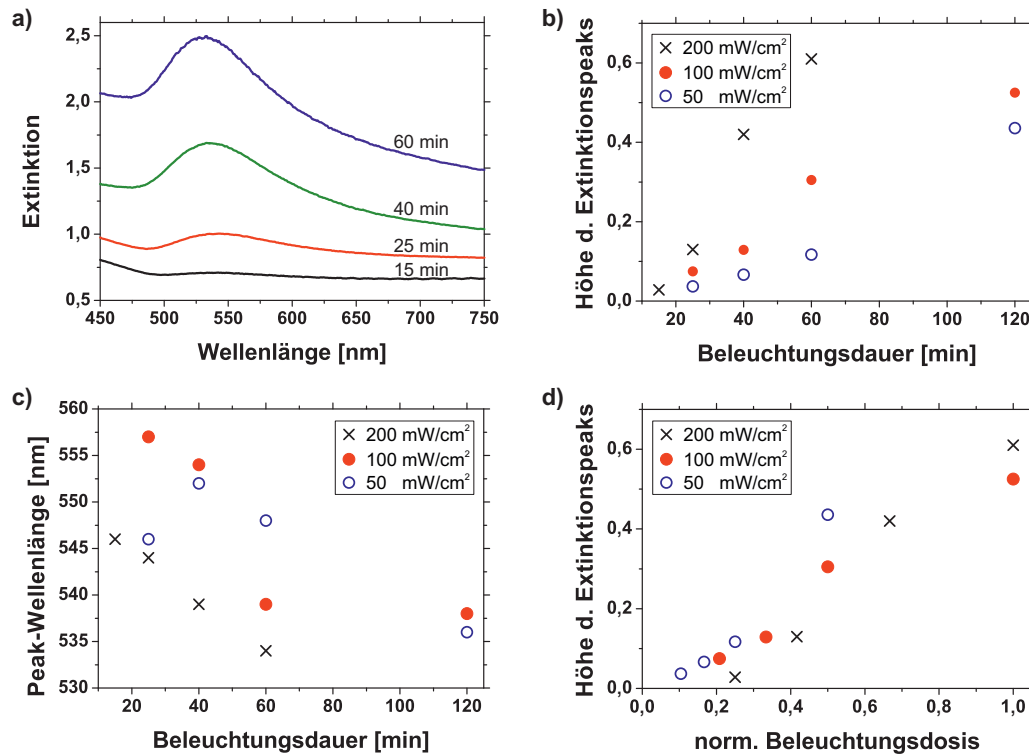 a)
2,5
2,0
1,5
1,0
0,5
Extinktion
60 min
40 min
25 min
15 min
450 500 550 600 650 700 750
Wellenlänge [nm]
b)
0,6
0,4
0,2
0,0
Höhe d. Extinktionspeaks
200 mW/cm²
100 mW/cm²
50 mW/cm²
20 40 60 80 100 120
Beleuchtungsdauer [min]
c)
560
555
550
545
540
535
530
Peak-Wellenlänge [nm]
200 mW/cm²
100 mW/cm²
50 mW/cm²
20 40 60 80 100 120
Beleuchtungsdauer [min]
d)
0,6
0,4
0,2
0,0
Höhe d. Extinktionspeaks
200 mW/cm²
100 mW/cm²
50 mW/cm²
0,0 0,2 0,4 0,6 0,8 1,0
norm. Beleuchtungsdosis